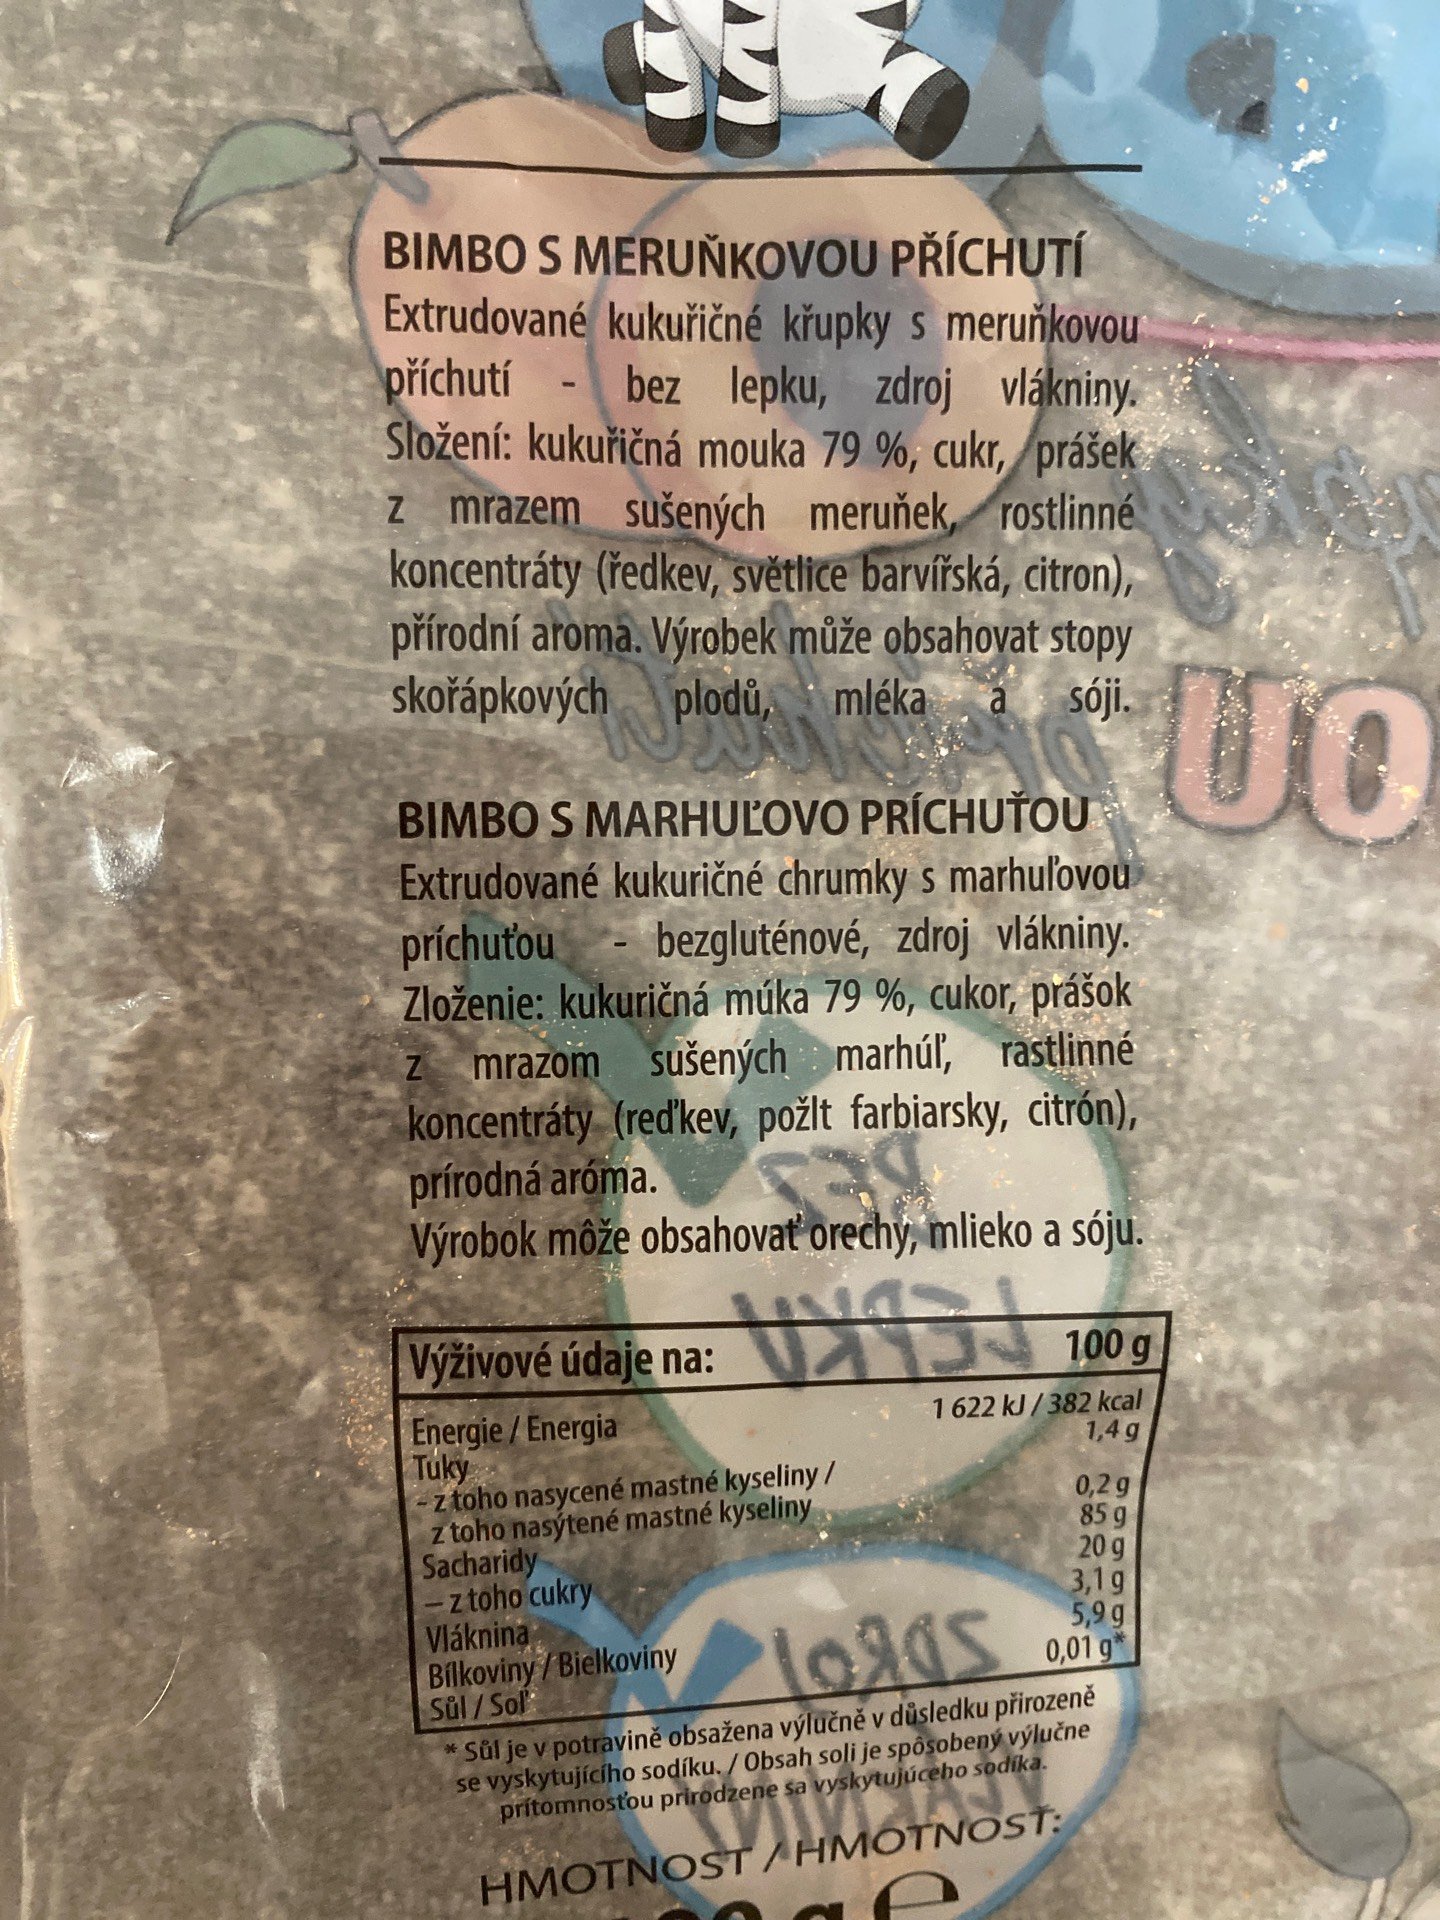 BIMBO S MERUŇKOVOU PŘÍCHUTÍ
Extrudované kukuřičné křupky s meruňkovou
příchutí - bez lepku, zdroj vlákniny.
Složení: kukuřičná mouka 79 %, cukr, prášek
z mrazem sušených meruňek, rostlinné
koncentráty (ředkev, světlice barvířská, citron),
přírodní aroma. Výrobek může obsahovat stopy
skořápkových plodů, mléka a sóji.
BIMBO S MARHUĽOVO PRÍCHUŤOU
Extrudované kukuričné chrumky s marhuľovou
príchuťou - bezgluténové, zdroj vlákniny.
Zloženie: kukuričná múka 79 %, cukor, prášok
z mrazom sušených marhúľ, rastlinné
koncentráty (reďkev, požlt farbiarsky, citrón),
prírodná aróma.
Výrobok môže obsahovať orechy, mlieko a sóju.
Výživové údaje na: 100 g
Energie / Energia 1 622 kJ / 382 kcal
Tuky 1,4 g
- z toho nasycené mastné kyseliny /
z toho nasýtené mastné kyseliny 0,2 g
Sacharidy 85 g
– z toho cukry 20 g
Vláknina 3,1 g
Bílkoviny / Bielkoviny 5,9 g
Sůl / Soľ 0,01 g*
* Sůl je v potravině obsažena výlučně v důsledku přirozeně
se vyskytujícího sodíku. / Obsah soli je spôsobený výlučne
prítomnosťou prirodzene sa vyskytujúceho sodíka.
HMOTNOST / HMOTNOSŤ:
g e
BEZ
LEPKU
ZDROJ
VLÁKNINY
příchutí